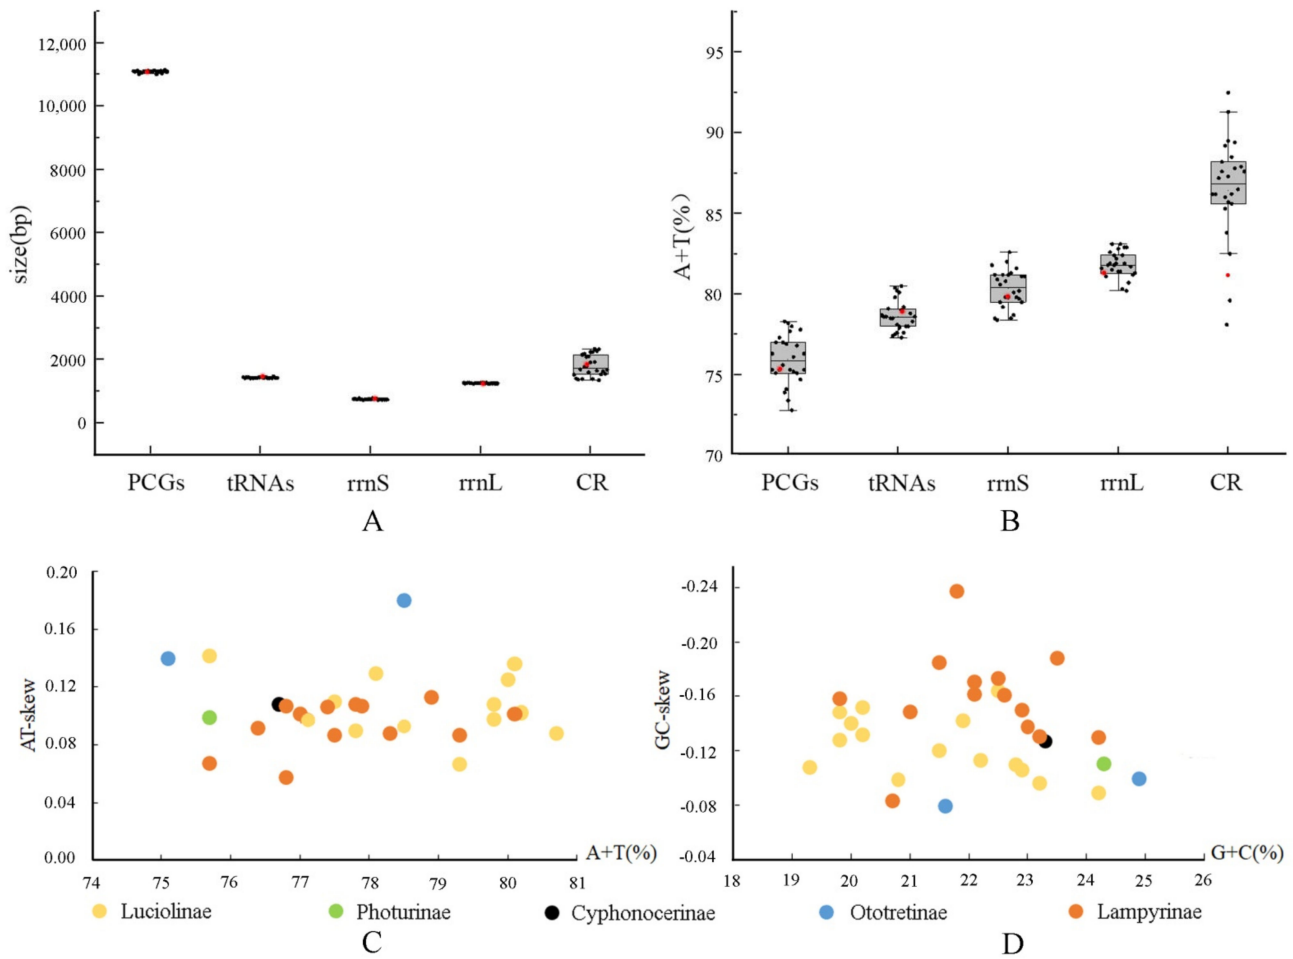 size(bp)
12,000
10,000
8000
6000
4000
2000
0
PCGs tRNAs rrnS rrnL CR
A
A+T(%)
95
90
85
80
75
70
PCGs tRNAs rrnS rrnL CR
B
AT-skew
0.20
0.16
0.12
0.08
0.04
0.00
74 75 76 77 78 79 80 81
A+T(%)
GC-skew
-0.24
-0.20
-0.16
-0.12
-0.08
-0.04
18 19 20 21 22 23 24 25 26
G+C(%)
Luciolinae Photurinae Cyphonocerinae Ototretinae Lampyrinae
C
D